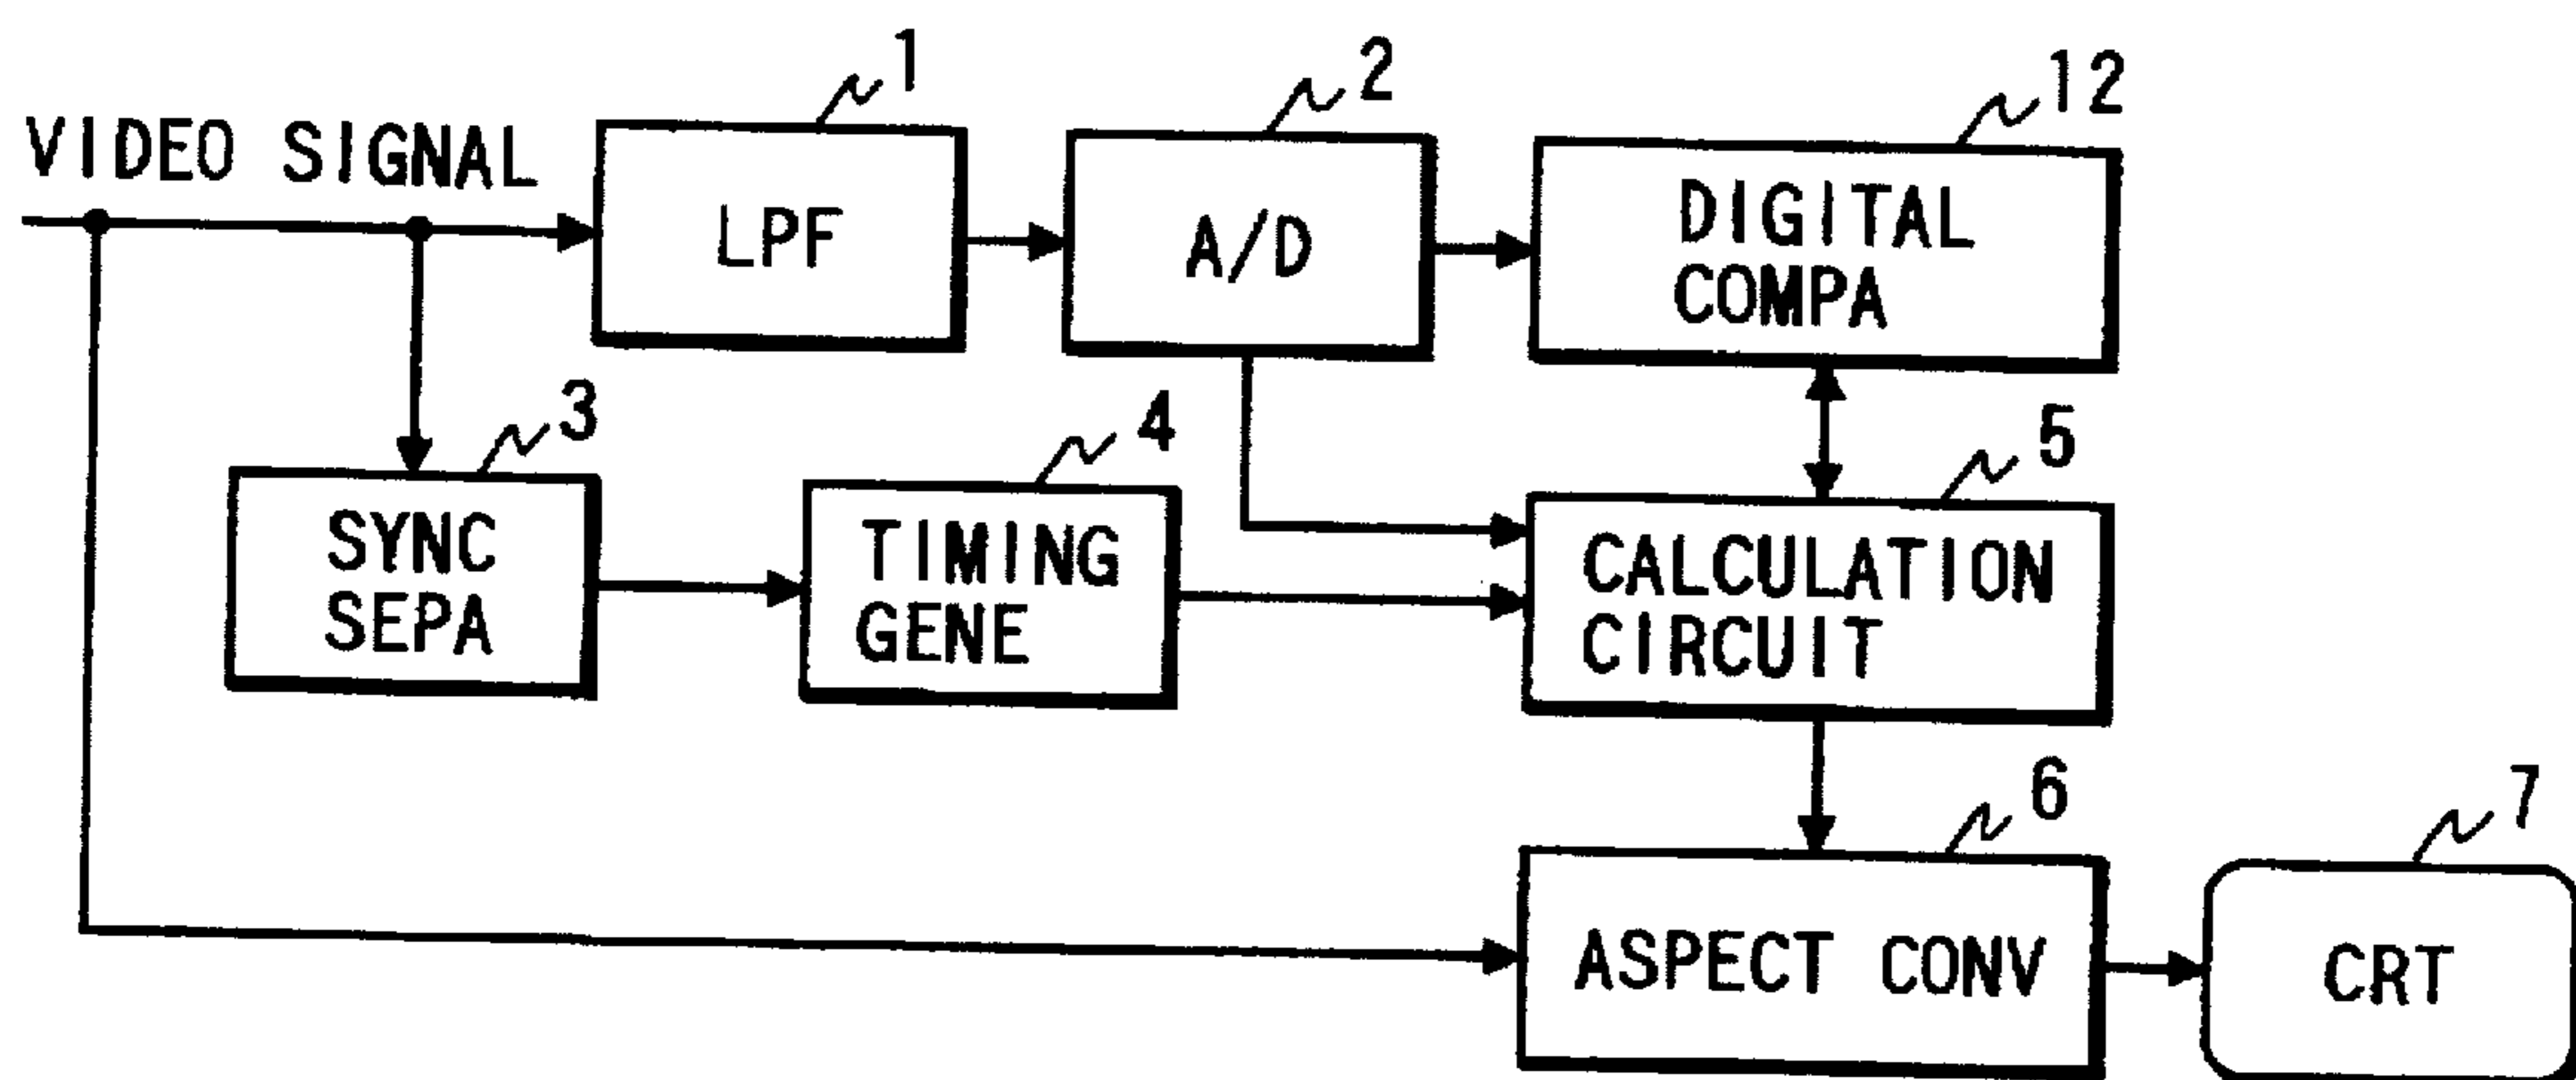 1
2
12
VIDEO SIGNAL
LPF
A/D
DIGITAL
COMPA
3
4
5
SYNC
SEPA
TIMING
GENE
CALCULATION
CIRCUIT
6
7
ASPECT CONV
CRT